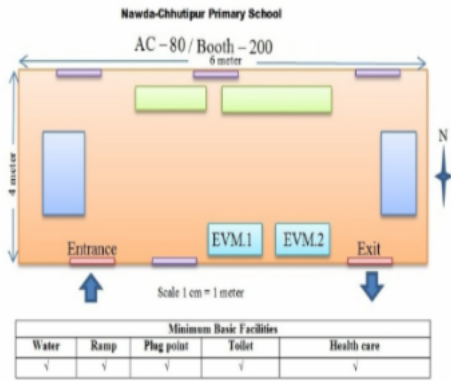 Nawda-Chhutipur Primary School
AC – 80 / Booth – 200
6 meter
4 meter
N
EVM.1 EVM.2
Entrance Exit
Scale 1 cm = 1 meter
Minimum Basic Facilities
Water Ramp Plug point Toilet Health care
√ √ √ √ √